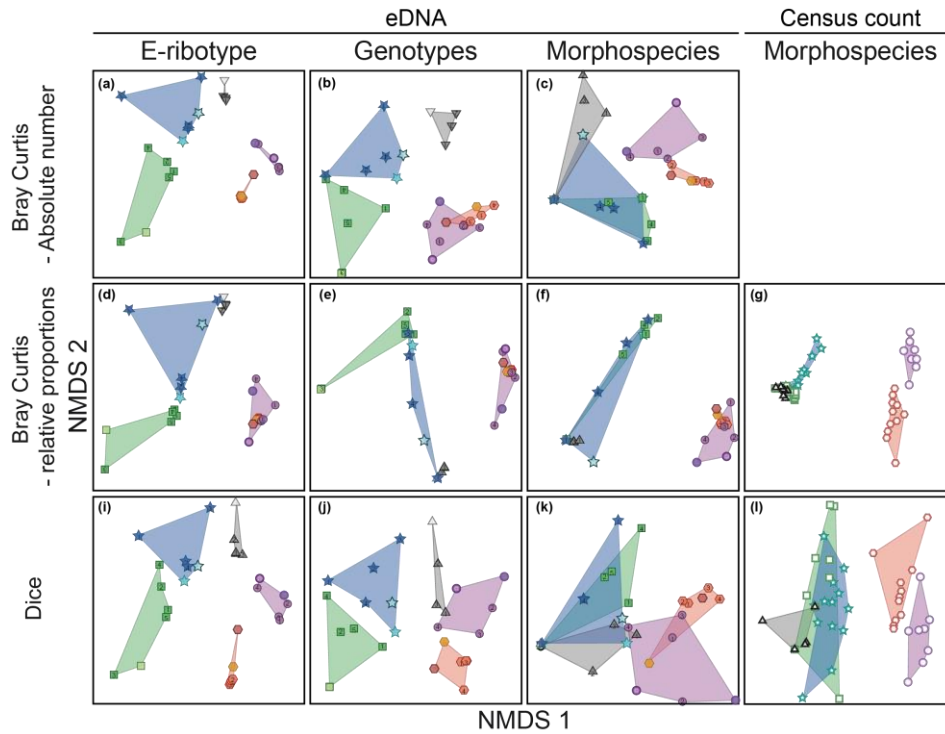 eDNA
Census count
E-ribotype
Genotypes
Morphospecies
Morphospecies
Bray Curtis
- Absolute number
(a)
(b)
(c)
Bray Curtis
- relative proportions
NMDS 2
(d)
(e)
(f)
(g)
Dice
(i)
(j)
(k)
(l)
NMDS 1